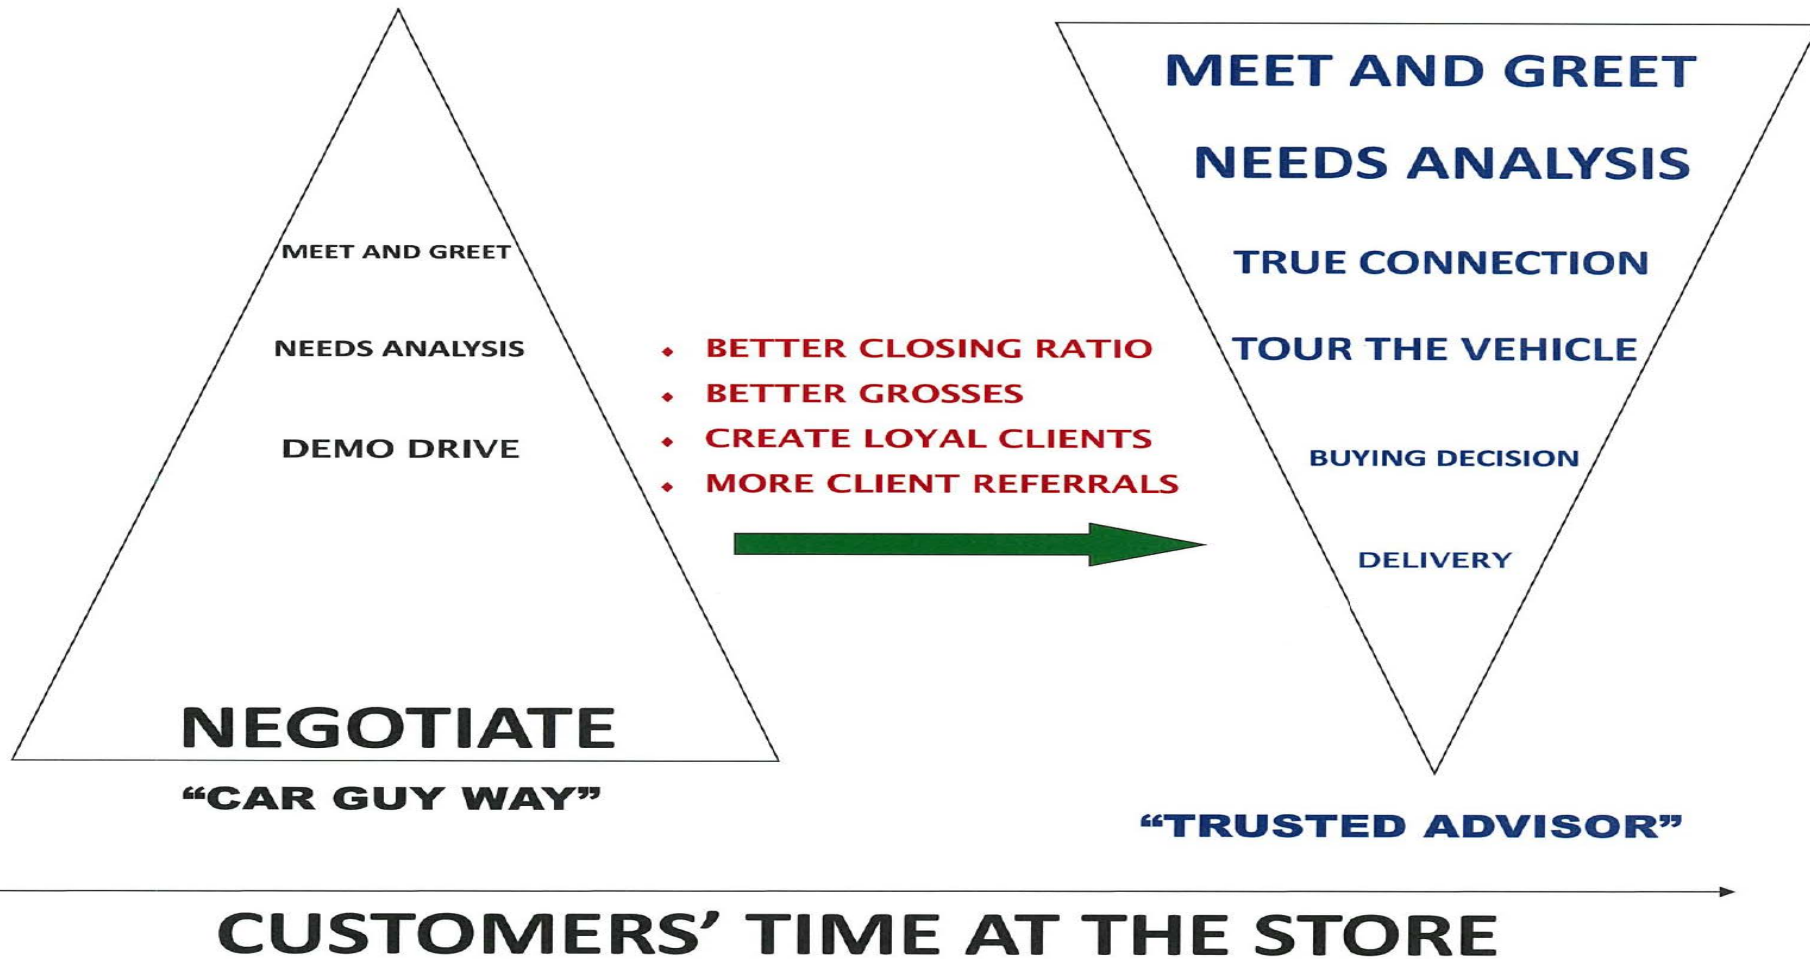 MEET AND GREET
NEEDS ANALYSIS
DEMO DRIVE
NEGOTIATE
“CAR GUY WAY”
• BETTER CLOSING RATIO
• BETTER GROSSES
• CREATE LOYAL CLIENTS
• MORE CLIENT REFERRALS
MEET AND GREET
NEEDS ANALYSIS
TRUE CONNECTION
TOUR THE VEHICLE
BUYING DECISION
DELIVERY
“TRUSTED ADVISOR”
CUSTOMERS’ TIME AT THE STORE